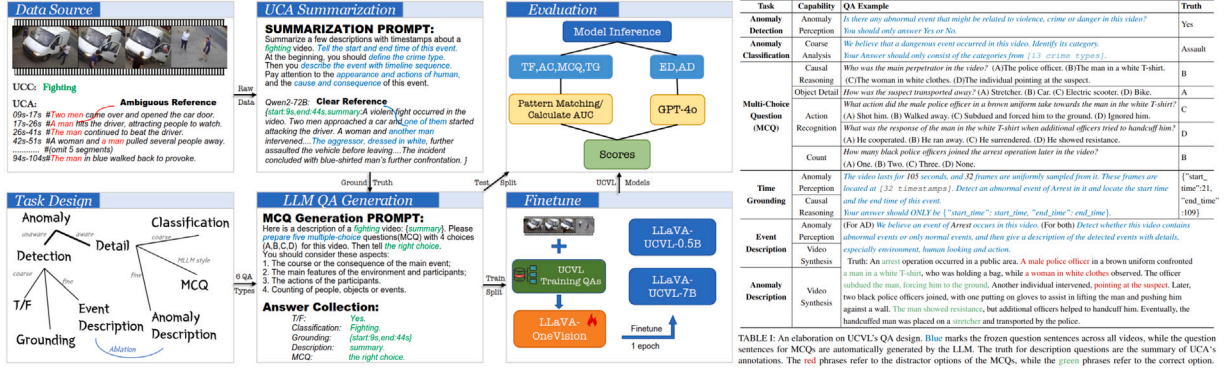 Data Source
UCC: Fighting
UCA:
Ambiguous Reference
09s-17s #Two men came over and opened the car door.
17s-26s #A man hits the driver, attracting people to watch.
26s-41s #The man continued to beat the driver.
42s-51s #A woman and a man pulled several people away.
............ #(omit 5 segments)
94s-104s#The man in blue walked back to provoke.
Raw
Data
UCA Summarization
SUMMARIZATION PROMPT:
Summarize a few descriptions with timestamps about a
fighting video. Tell the start and end time of this event.
At the beginning, you should define the crime type.
Then you describe the event with timeline sequence.
Pay attention to the appearance and actions of human,
and the cause and consequence of this event.
Qwen2-72B: Clear Reference
{start:9s,end:44s,summary:A violent fight occurred in the
video. Two men approached a car and one of them started
attacking the driver. A woman and another man
intervened....The aggressor, dressed in white, further
assaulted the vehicle before leaving....The incident
concluded with blue-shirted man's further confrontation. }
Evaluation
Model Inference
TF,AC,MCQ,TG
ED,AD
Pattern Matching/
Calculate AUC
GPT-4o
Scores
Ground Truth
Test Split
UCVL Models
Task Design
Anomaly
unaware
aware
Detection
Detail
Classification
coarse
MLLM style
MCQ
coarse
fine
fine
T/F
Grounding
Event
Description
Anomaly
Description
Ablation
6 QA
Types
LLM QA Generation
MCQ Generation PROMPT:
Here is a description of a fighting video: {summary}. Please
prepare five multiple-choice questions(MCQ) with 4 choices
(A,B,C,D) for this video. Then tell the right choice.
You should consider these aspects:
1. The course or the consequence of the main event;
2. The main features of the environment and participants;
3. The actions of the participants.
4. Counting of people, objects or events.
Answer Collection:
T/F: Yes.
Classification: Fighting.
Grounding: {start:9s,end:44s}
Description: summary.
MCQ: the right choice.
Train
Split
Finetune
UCVL
Training QAs
LLaVA-
OneVision
LLaVA-
UCVL-0.5B
LLaVA-
UCVL-7B
Finetune
1 epoch
Task Capability QA Example Truth
Anomaly Detection Anomaly Perception Is there any abnormal event that might be related to violence, crime or danger in this video?
You should only answer Yes or No. Yes
Anomaly Classification Coarse Analysis We believe that a dangerous event occurred in this video. Identify its category.
Your Answer should only consist of the categories from [13 crime types]. Assault
Multi-Choice Question (MCQ)
Causal Reasoning Who was the main perpetrator in the video? (A)The police officer. (B)The man in a white T-shirt.
(C)The woman in white clothes. (D)The individual pointing at the suspect. B
Object Detail How was the suspect transported away? (A) Stretcher. (B) Car. (C) Electric scooter. (D) Bike. A
Action Recognition What action did the male police officer in a brown uniform take towards the man in the white T-shirt?
(A) Shot him. (B) Walked away. (C) Subdued and forced him to the ground. (D) Ignored him. C
What was the response of the man in the white T-shirt when additional officers tried to handcuff him?
(A) He cooperated. (B) He ran away. (C) He surrendered. (D) He showed resistance. D
Count How many black police officers joined the arrest operation later in the video?
(A) One. (B) Two. (C) Three. (D) None. B
Time Grounding Anomaly Perception Causal Reasoning The video lasts for 105 seconds, and 32 frames are uniformly sampled from it. These frames are
located at [32 timestamps]. Detect an abnormal event of Arrest in it and locate the start time
and the end time of this event.
Your answer should ONLY be {"start_time": start_time, "end_time": end_time}.
{"start_
time":21,
"end_time"
:109}
Event Description Anomaly Perception Video Synthesis (For AD) We believe an event of Arrest occurs in this video. (For both) Detect whether this video contains
abnormal events or only normal events, and then give a description of the detected events with details,
especially environment, human looking and action.
Anomaly Description Video Synthesis
Truth: An arrest operation occurred in a public area. A male police officer in a brown uniform confronted
a man in a white T-shirt, who was holding a bag, while a woman in white clothes observed. The officer
subdued the man, forcing him to the ground. Another individual intervened, pointing at the suspect. Later,
two black police officers joined, with one putting on gloves to assist in lifting the man and pushing him
against a wall. The man showed resistance, but additional officers helped to handcuff him. Eventually, the
handcuffed man was placed on a stretcher and transported by the police.
TABLE I: An elaboration on UCVL's QA design. Blue marks the frozen question sentences across all videos, while the question
sentences for MCQs are automatically generated by the LLM. The truth for description questions are the summary of UCA's
annotations. The red phrases refer to the distractor options of the MCQs, while the green phrases refer to the correct option.